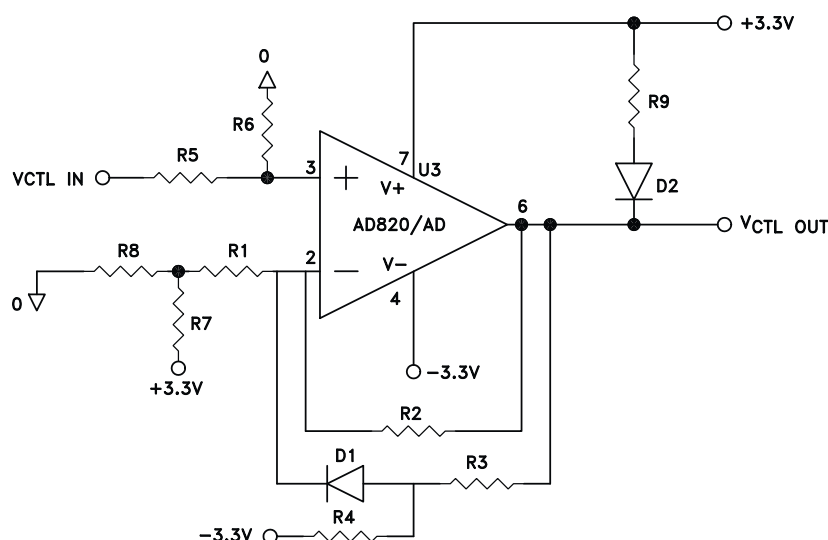 +3.3V
0
R9
R6
R5
7
U3
3
VCTL IN
+
V+
D2
6
AD820/AD
VCTL OUT
R8
R1
2
−
V−
0
R7
4
+3.3V
−3.3V
R2
D1
R3
R4
−3.3V